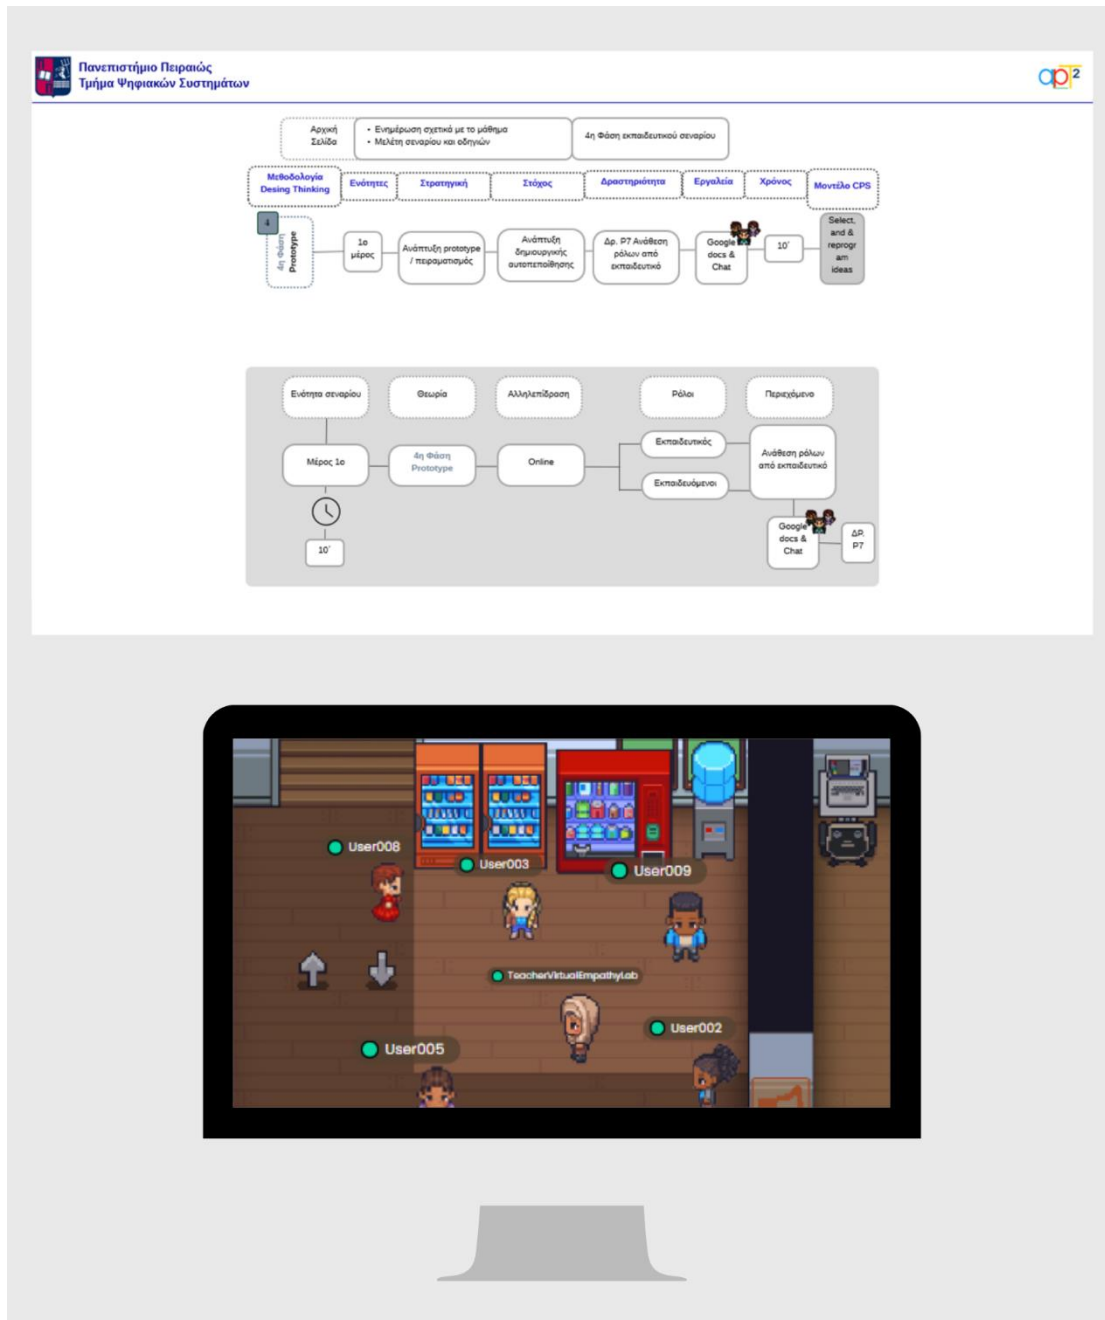 Πανεπιστήμιο Πειραιώς
Τμήμα Ψηφιακών Συστημάτων
apt2
Αρχική
Σελίδα
• Ενημέρωση σχετικά με το μάθημα
• Μελέτη σεναρίου και οδηγιών
4η Φάση εκπαιδευτικού σεναρίου
Μεθοδολογία
Desing Thinking
Ενότητες
Στρατηγική
Στόχος
Δραστηριότητα
Εργαλεία
Χρόνος
Μοντέλο CPS
4
4η Φάση
Prototype
1ο
μέρος
Ανάπτυξη prototype
/ πειραματισμός
Ανάπτυξη
δημιουργικής
αυτοπεποίθησης
Δρ. P7 Ανάθεση
ρόλων από
εκπαιδευτικό
Google
docs &
Chat
10΄
Select,
and &
reprogr
am
ideas
Ενότητα σεναρίου
Θεωρία
Αλληλεπίδραση
Ρόλοι
Περιεχόμενο
Μέρος 1ο
4η Φάση
Prototype
Online
Εκπαιδευτικός
Εκπαιδευόμενοι
Ανάθεση ρόλων
από εκπαιδευτικό
10΄
Google
docs &
Chat
ΔΡ.
P7
User008
User003
User009
TeacherVirtualEmpathyLab
User002
User005